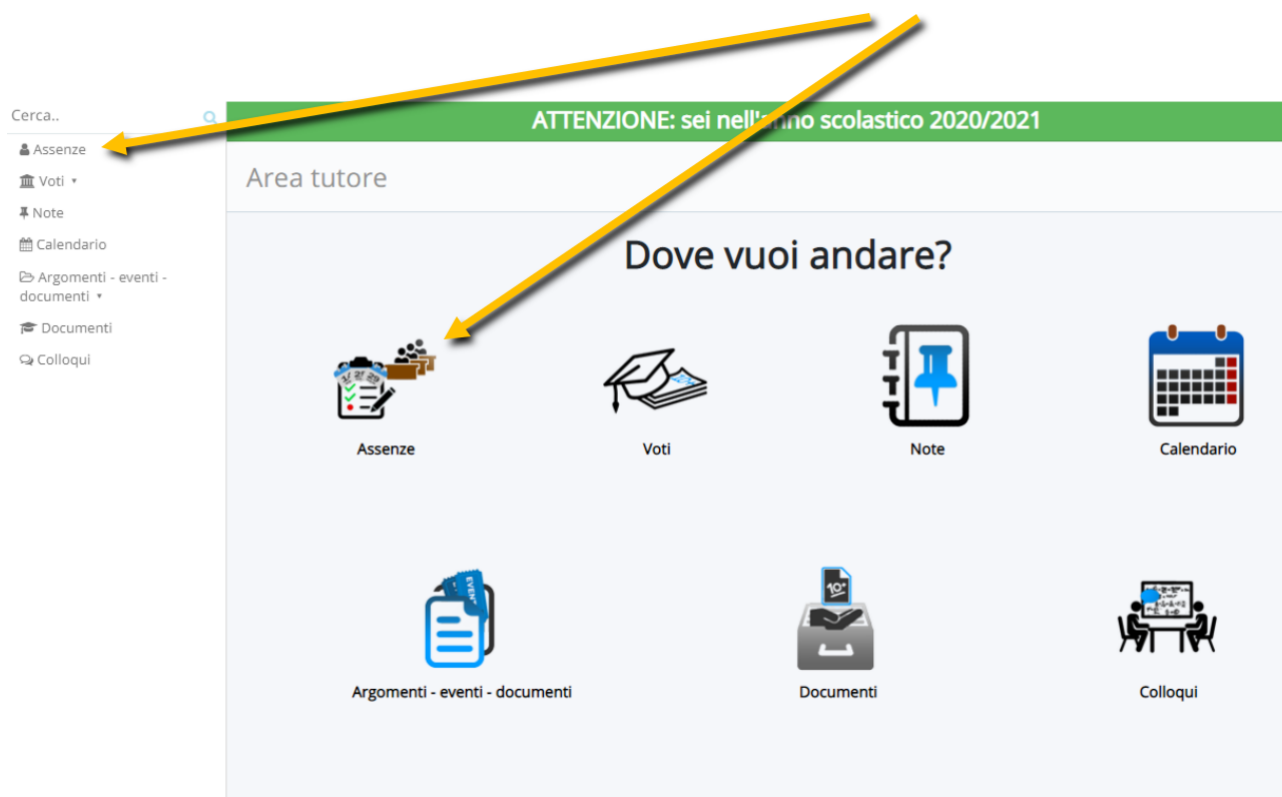 Cerca..
Assenze
Voti
Note
Calendario
Argomenti - eventi -
documenti
Documenti
Colloqui
ATTENZIONE: sei nell'anno scolastico 2020/2021
Area tutore
Dove vuoi andare?
Assenze
Voti
Note
Calendario
Argomenti - eventi - documenti
Documenti
Colloqui